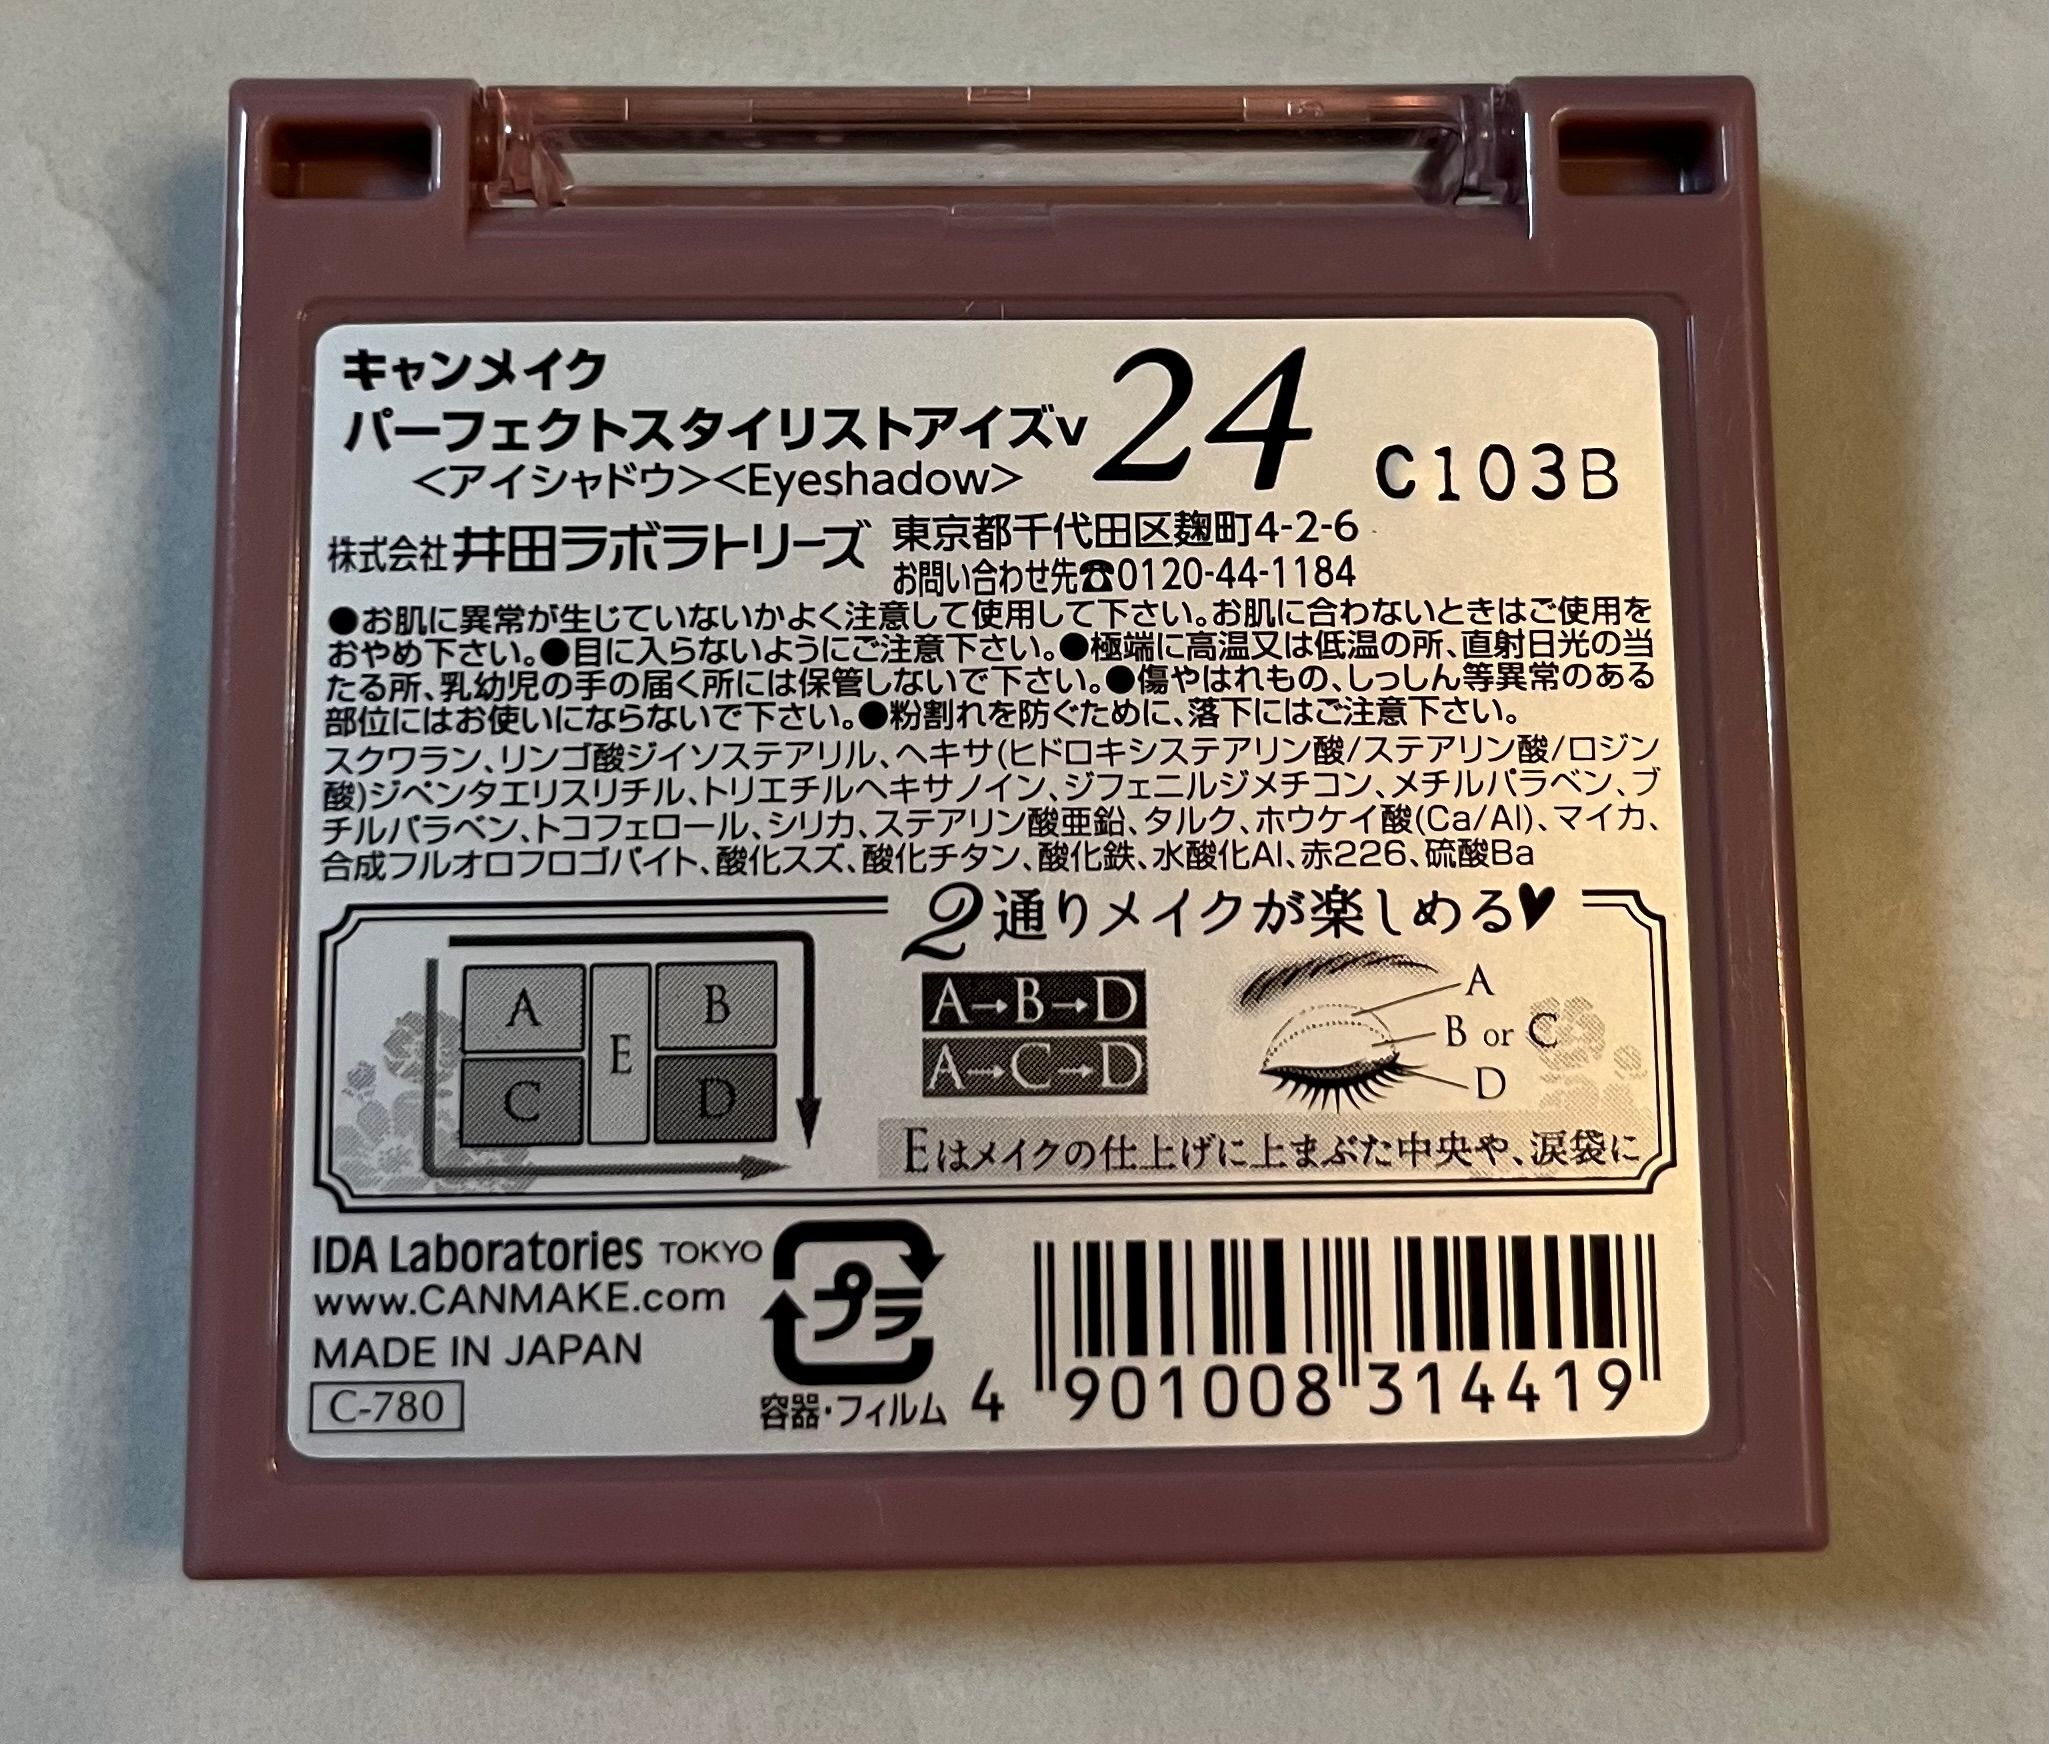 キャンメイク
パーフェクトスタイリストアイズv 24
<アイシャドウ><Eyeshadow>
C103B
株式会社井田ラボラトリーズ 東京都千代田区麹町4-2-6
お問い合わせ先☎0120-44-1184
●お肌に異常が生じていないかよく注意して使用して下さい。お肌に合わないときはご使用を
おやめ下さい。●目に入らないようにご注意下さい。●極端に高温又は低温の所、直射日光の当
たる所、乳幼児の手の届く所には保管しないで下さい。●傷やはれもの、しっしん等異常のある
部位にはお使いにならないで下さい。●粉割れを防ぐために、落下にはご注意下さい。
スクワラン、リンゴ酸ジイソステアリル、ヘキサ(ヒドロキシステアリン酸/ステアリン酸/ロジン
酸)ジペンタエリスリチル、トリエチルヘキサノイン、ジフェニルジメチコン、メチルパラベン、ブ
チルパラベン、トコフェロール、シリカ、ステアリン酸亜鉛、タルク、ホウケイ酸(Ca/Al)、マイカ、
合成フルオロフロゴパイト、酸化スズ、酸化チタン、酸化鉄、水酸化Al、赤226、硫酸Ba
2通りメイクが楽しめる♥
A B
E
C D
A→B→D
A→C→D
A
B or C
D
Eはメイクの仕上げに上まぶた中央や、涙袋に
IDA Laboratories TOKYO
www.CANMAKE.com
MADE IN JAPAN
C-780
プラ
容器・フィルム
4 901008 314419